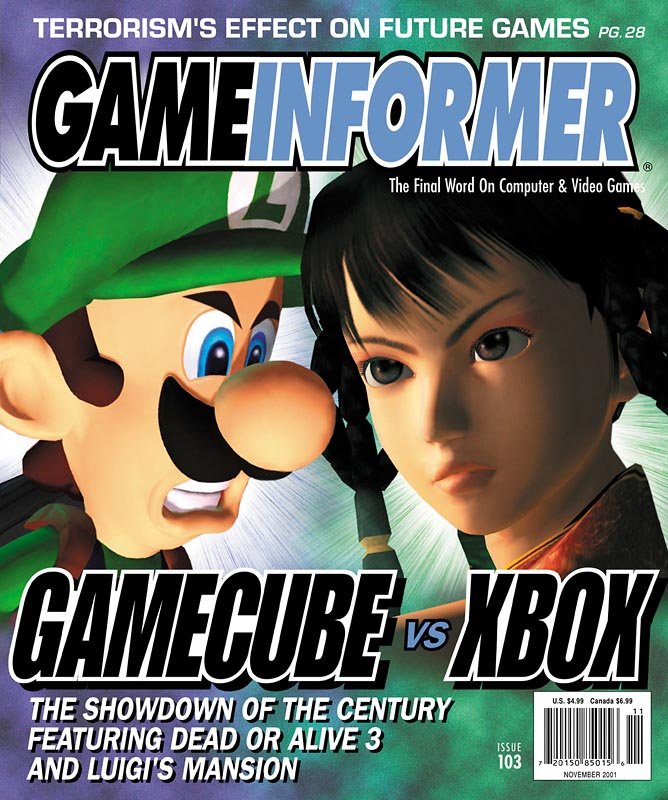 TERRORISM'S EFFECT ON FUTURE GAMES PG. 28
GAMEINFORMER®
The Final Word On Computer & Video Games
L
GAMECUBE VS XBOX
THE SHOWDOWN OF THE CENTURY
FEATURING DEAD OR ALIVE 3
AND LUIGI'S MANSION
ISSUE
103
U.S. $4.99 Canada $6.99
11
7 20150 85015 6
NOVEMBER 2001